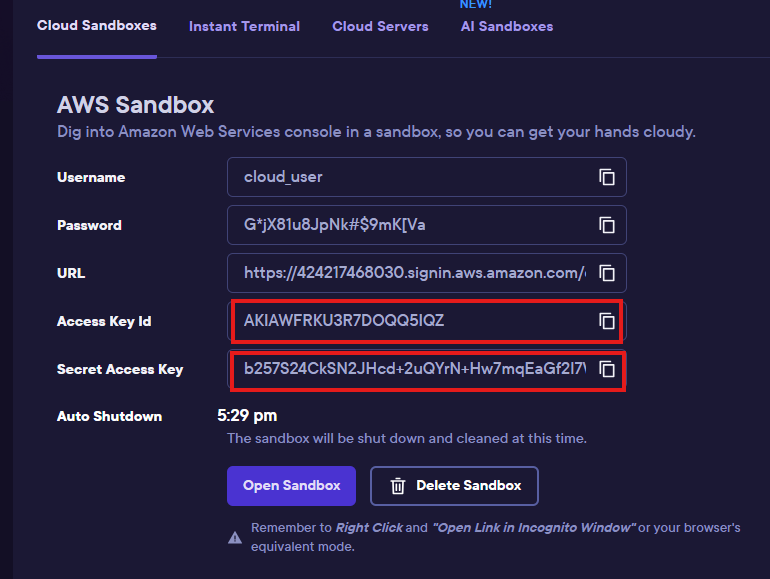 NEW!
Cloud Sandboxes Instant Terminal Cloud Servers AI Sandboxes
AWS Sandbox
Dig into Amazon Web Services console in a sandbox, so you can get your hands cloudy.
Username cloud_user
Password G*jX81u8JpNk#$9mK[Va
URL https://424217468030.signin.aws.amazon.com/
Access Key Id AKIAWFRKU3R7DOQQ5IQZ
Secret Access Key b257S24CkSN2JHcd+2uQYrN+Hw7mqEaGf2I7
Auto Shutdown 5:29 pm
The sandbox will be shut down and cleaned at this time.
Open Sandbox Delete Sandbox
Remember to Right Click and "Open Link in Incognito Window" or your browser's
equivalent mode.